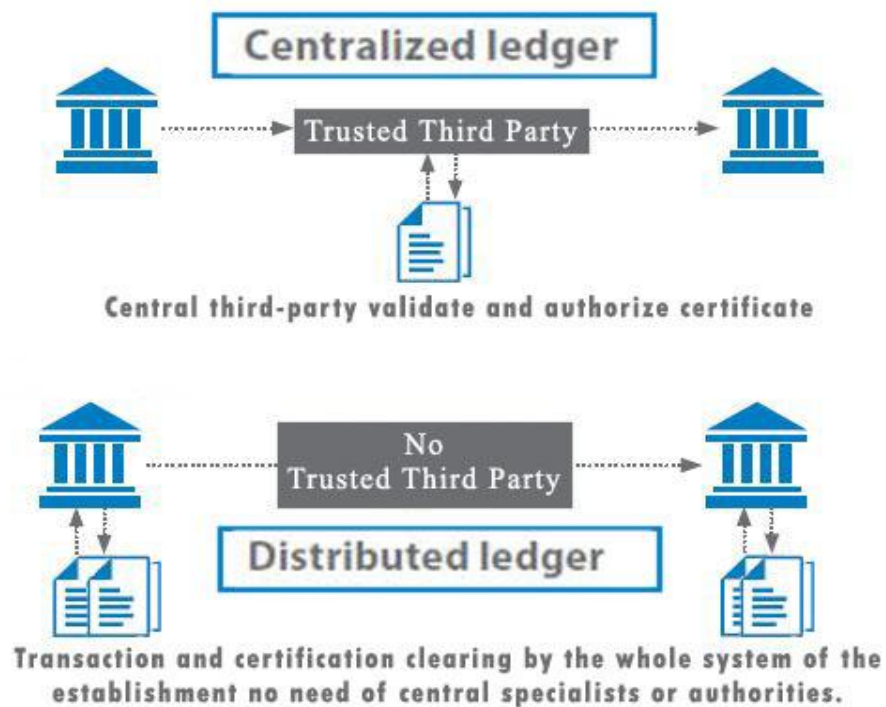 Centralized ledger
Trusted Third Party
Central third-party validate and authorize certificate
No
Trusted Third Party
Distributed ledger
Transaction and certification clearing by the whole system of the
establishment no need of central specialists or authorities.